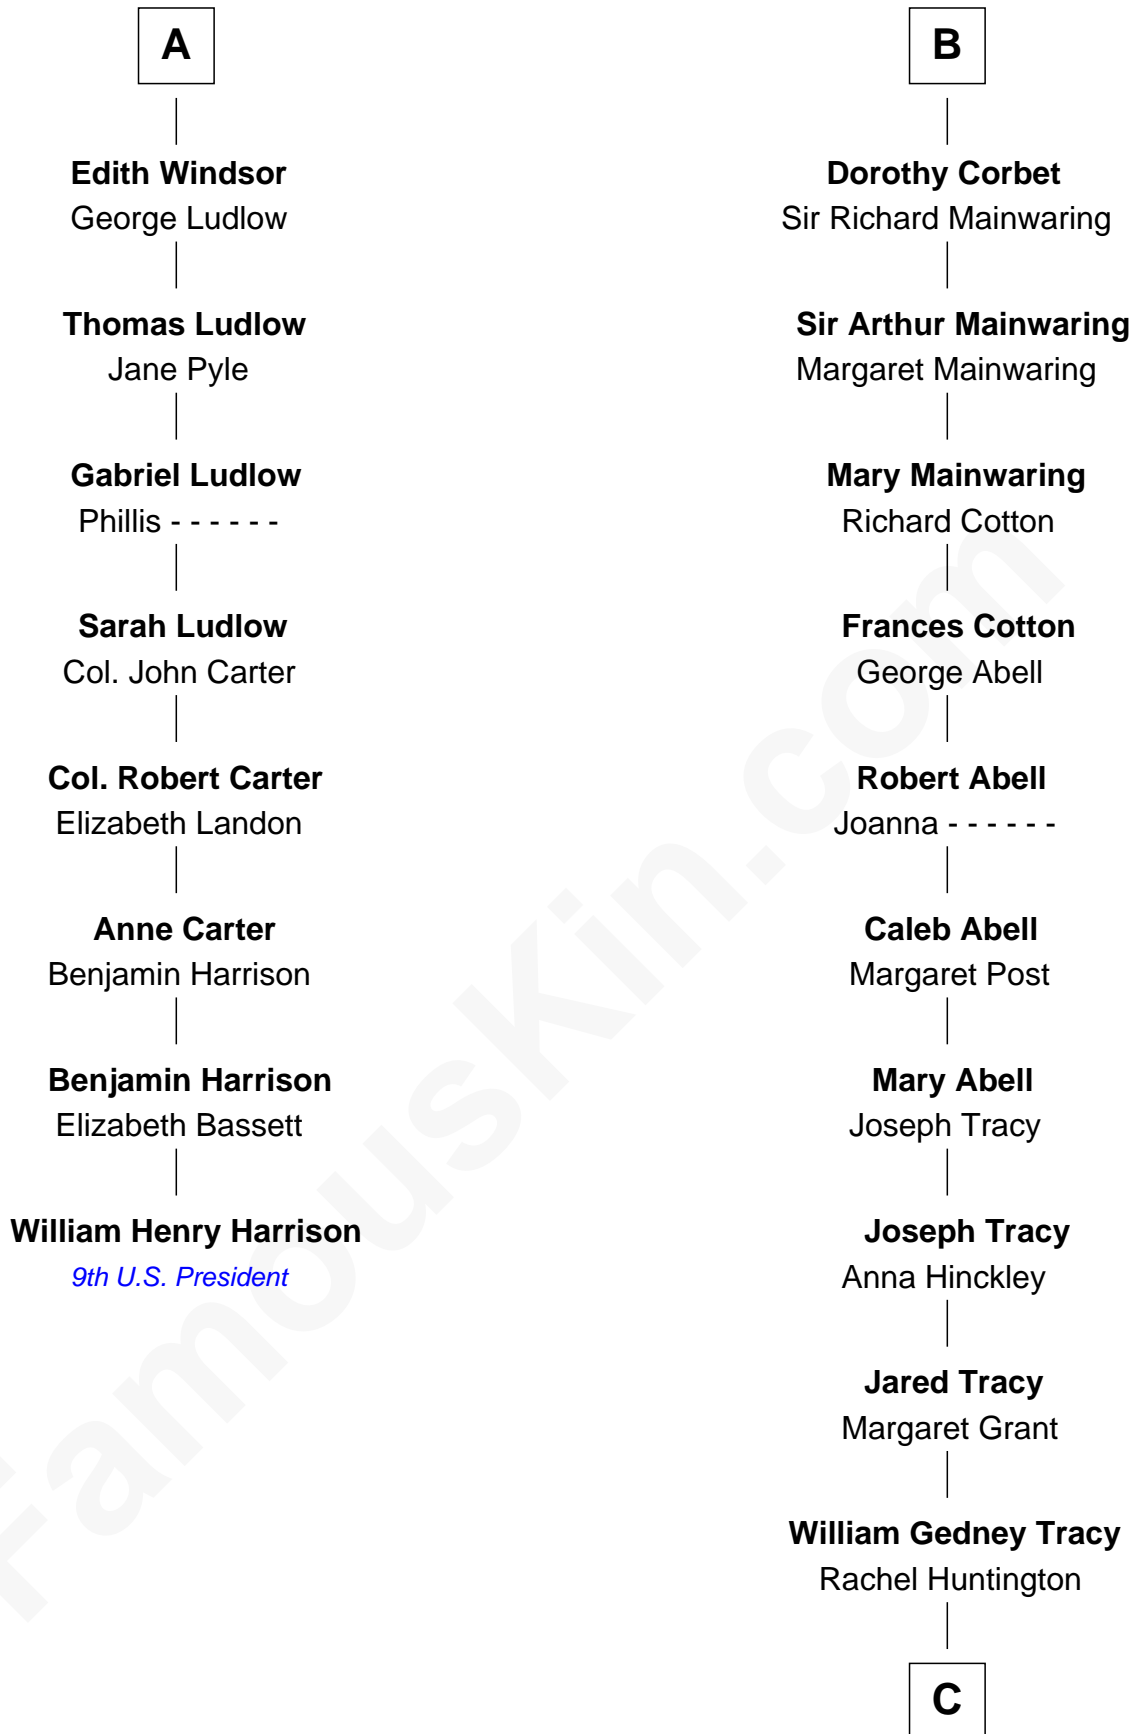 A
Edith Windsor
George Ludlow
Thomas Ludlow
Jane Pyle
Gabriel Ludlow
Phillis - - - - - -
Sarah Ludlow
Col. John Carter
Col. Robert Carter
Elizabeth Landon
Anne Carter
Benjamin Harrison
Benjamin Harrison
Elizabeth Bassett
William Henry Harrison
9th U.S. President
B
Dorothy Corbet
Sir Richard Mainwaring
Sir Arthur Mainwaring
Margaret Mainwaring
Mary Mainwaring
Richard Cotton
Frances Cotton
George Abell
Robert Abell
Joanna - - - - - -
Caleb Abell
Margaret Post
Mary Abell
Joseph Tracy
Joseph Tracy
Anna Hinckley
Jared Tracy
Margaret Grant
William Gedney Tracy
Rachel Huntington
C
FamousKin.com